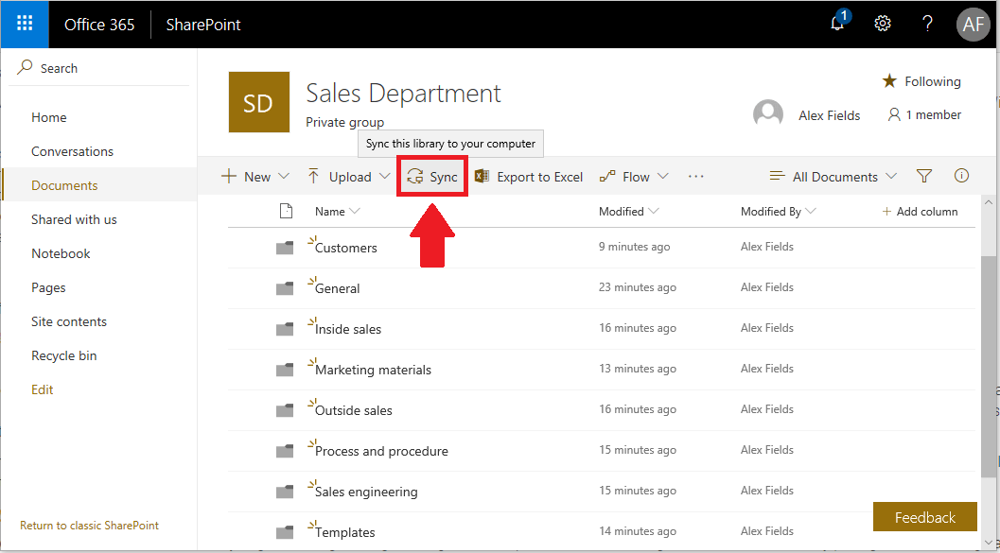 Office 365 SharePoint 1 ? AF
Search
Home
Conversations
Documents
Shared with us
Notebook
Pages
Site contents
Recycle bin
Edit
Return to classic SharePoint
SD
Sales Department
Private group
Following
Alex Fields 1 member
Sync this library to your computer
New Upload Sync Export to Excel Flow ... All Documents
Name Modified Modified By + Add column
Customers 9 minutes ago Alex Fields
General 23 minutes ago Alex Fields
Inside sales 16 minutes ago Alex Fields
Marketing materials 13 minutes ago Alex Fields
Outside sales 16 minutes ago Alex Fields
Process and procedure 15 minutes ago Alex Fields
Sales engineering 15 minutes ago Alex Fields
Templates 14 minutes ago Alex Fields
Feedback